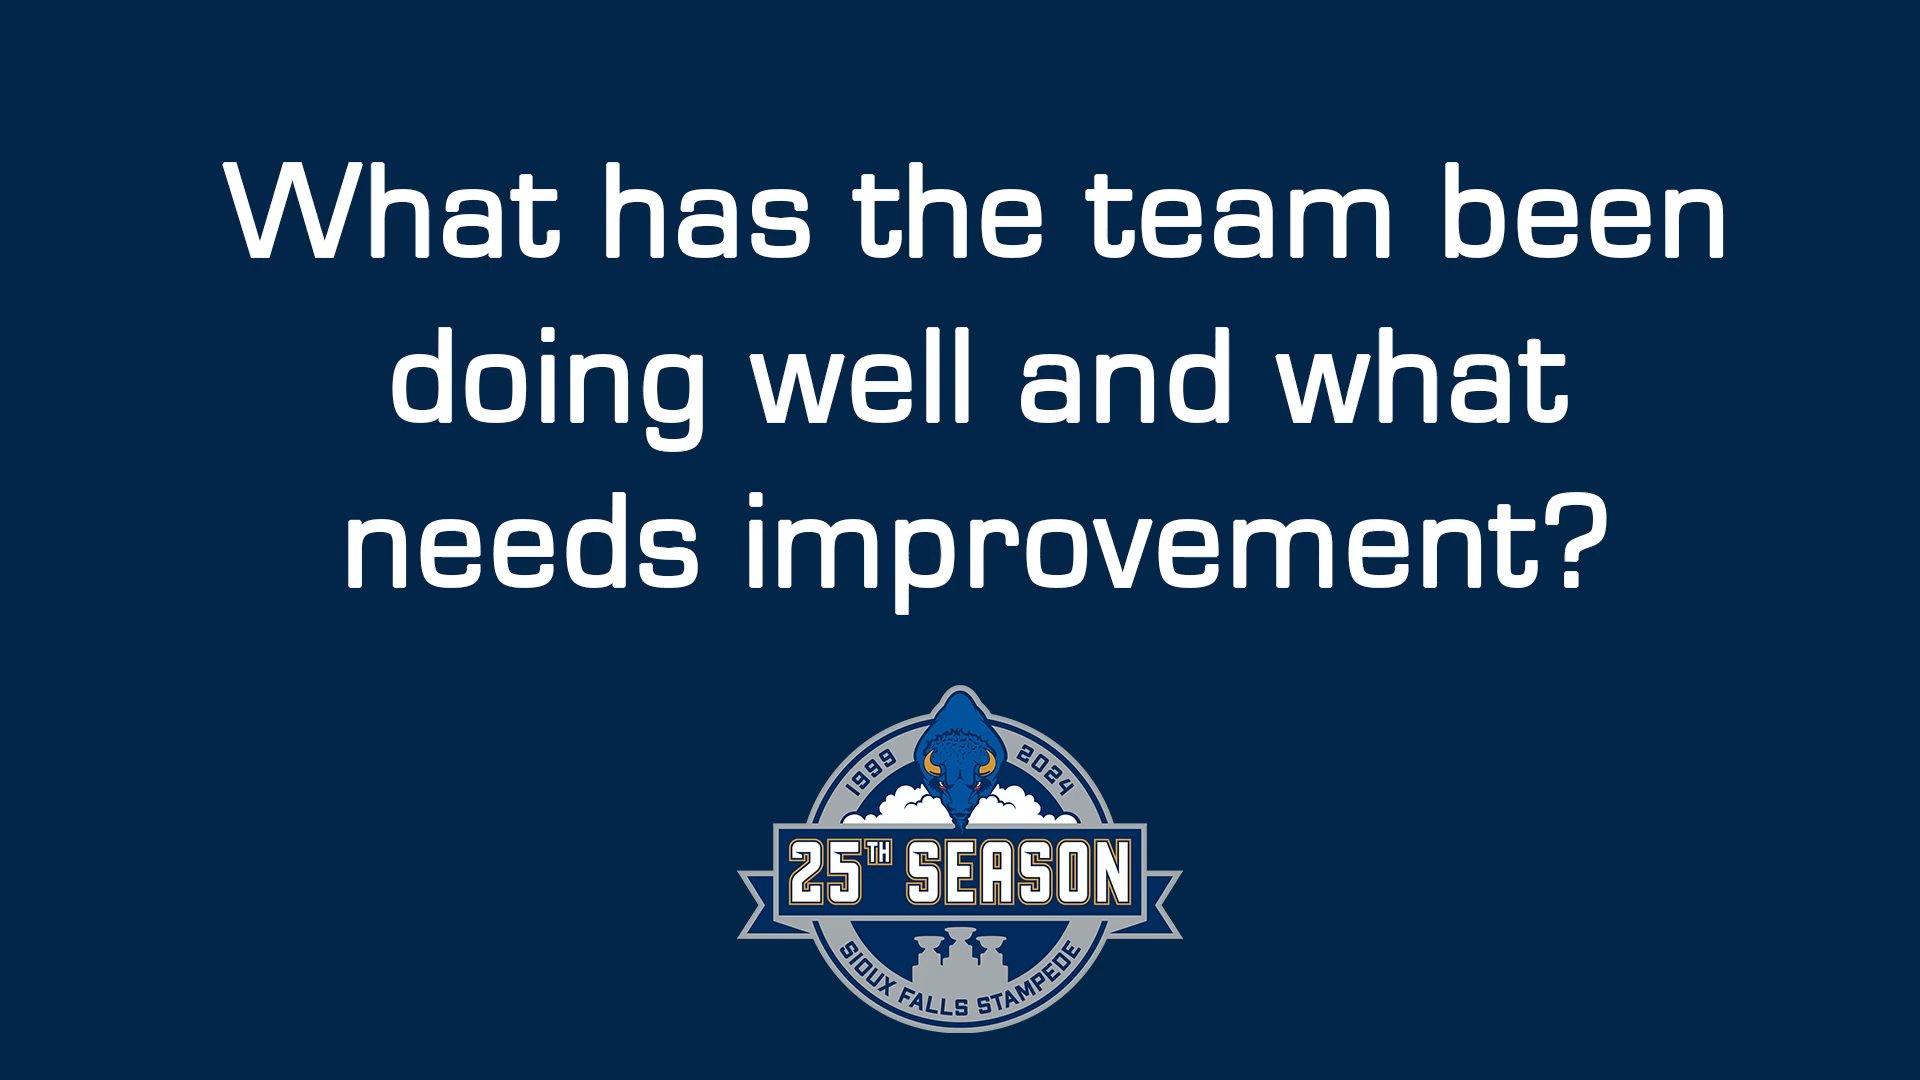 What has the team been
doing well and what
needs improvement?
1999 2024
25TH SEASON
SIOUX FALLS STAMPEDE